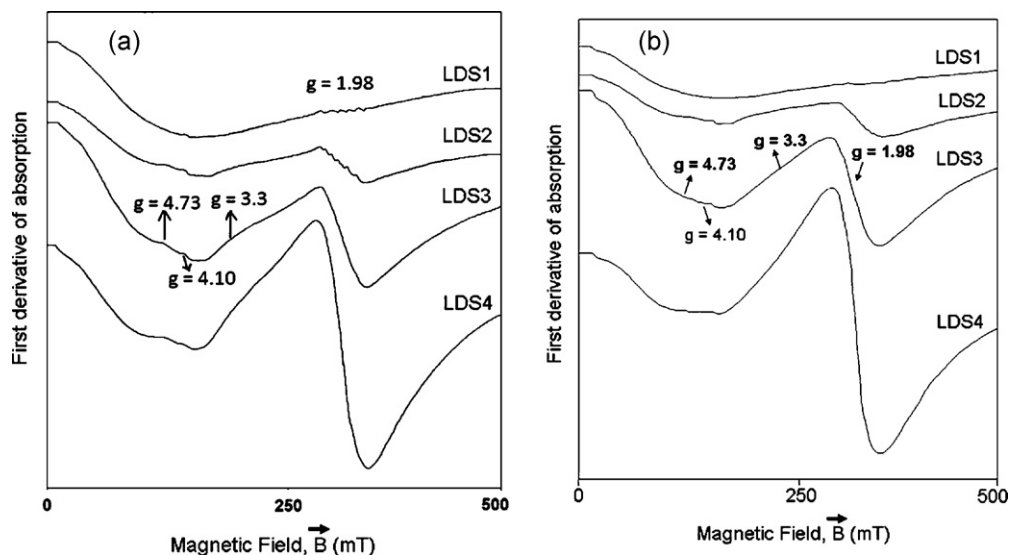 (a)
LDS1
g = 1.98
LDS2
g = 4.73
g = 3.3
LDS3
g = 4.10
LDS4
First derivative of absorption
0
250
500
Magnetic Field, B (mT)
(b)
LDS1
LDS2
g = 3.3
g = 1.98
g = 4.73
LDS3
g = 4.10
LDS4
First derivative of absorption
0
250
500
Magnetic Field, B (mT)